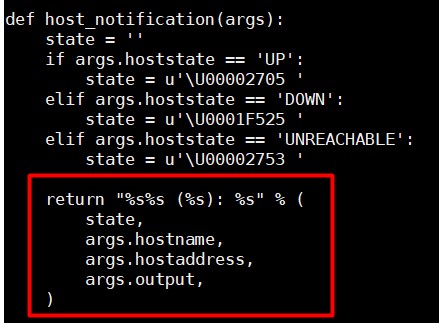 def host_notification(args):
    state = ''
    if args.hoststate == 'UP':
        state = u'\U00002705 '
    elif args.hoststate == 'DOWN':
        state = u'\U0001F525 '
    elif args.hoststate == 'UNREACHABLE':
        state = u'\U00002753 '
    return "%s%s (%s): %s" % (
        state,
        args.hostname,
        args.hostaddress,
        args.output,
    )